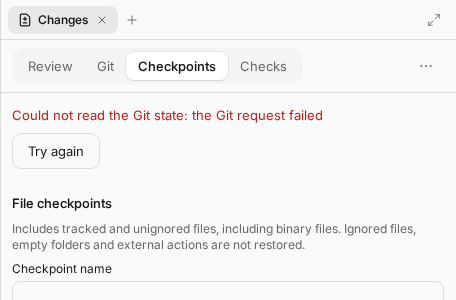 Changes
Review Git Checkpoints Checks
Could not read the Git state: the Git request failed
Try again
File checkpoints
Includes tracked and unignored files, including binary files. Ignored files,
empty folders and external actions are not restored.
Checkpoint name